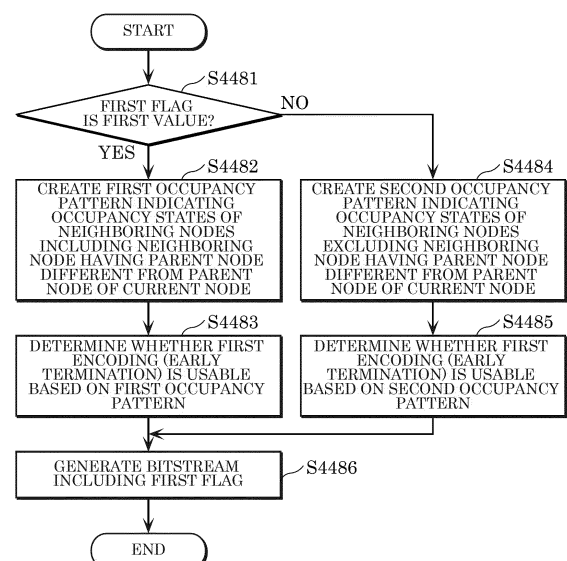 START
S4481
FIRST FLAG
IS FIRST VALUE?
NO
YES
S4482
CREATE FIRST OCCUPANCY
PATTERN INDICATING
OCCUPANCY STATES OF
NEIGHBORING NODES
INCLUDING NEIGHBORING
NODE HAVING PARENT NODE
DIFFERENT FROM PARENT
NODE OF CURRENT NODE
S4484
CREATE SECOND OCCUPANCY
PATTERN INDICATING
OCCUPANCY STATES OF
NEIGHBORING NODES
EXCLUDING NEIGHBORING
NODE HAVING PARENT NODE
DIFFERENT FROM PARENT
NODE OF CURRENT NODE
S4483
DETERMINE WHETHER FIRST
ENCODING (EARLY
TERMINATION) IS USABLE
BASED ON FIRST OCCUPANCY
PATTERN
S4485
DETERMINE WHETHER FIRST
ENCODING (EARLY
TERMINATION) IS USABLE
BASED ON SECOND OCCUPANCY
PATTERN
GENERATE BITSTREAM
INCLUDING FIRST FLAG
S4486
END